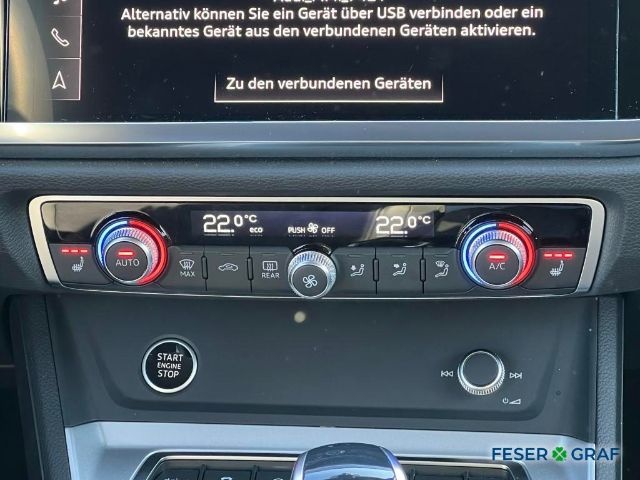 Alternativ können Sie ein Gerät über USB verbinden oder ein
bekanntes Gerät aus den verbundenen Geräten aktivieren.
Zu den verbundenen Geräten
22.0°C eco PUSH OFF 22.0°C
AUTO MAX REAR A/C
START
ENGINE
STOP
FESER GRAF